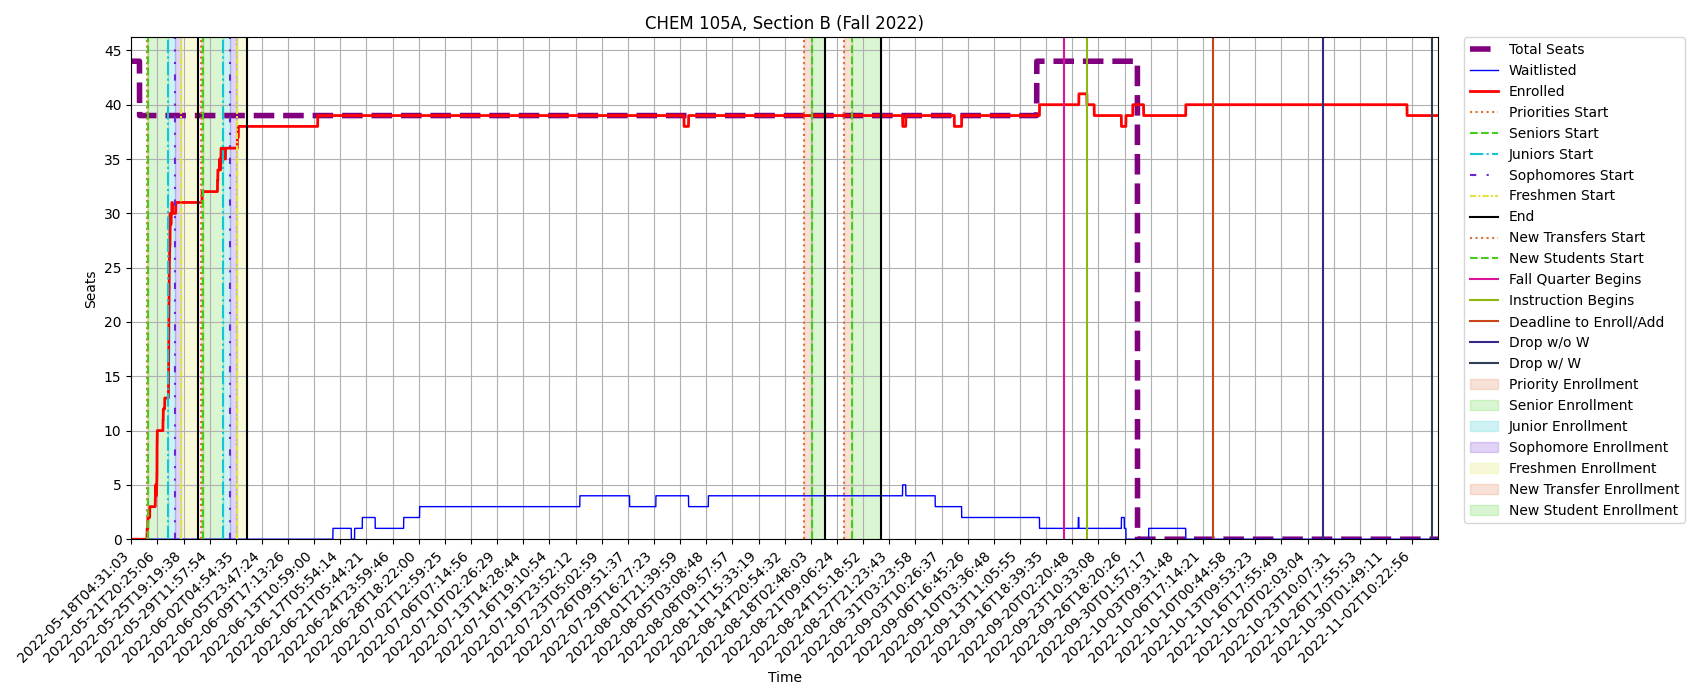 CHEM 105A, Section B (Fall 2022)
45
40
35
30
25
20
15
10
5
0
Seats
2022-05-18T04:31:03
2022-05-21T20:25:06
2022-05-25T19:19:38
2022-05-29T11:57:54
2022-06-02T04:54:35
2022-06-05T23:47:24
2022-06-09T17:13:26
2022-06-13T10:59:00
2022-06-17T05:54:14
2022-06-21T05:44:21
2022-06-24T23:59:46
2022-06-28T18:22:00
2022-07-02T12:59:25
2022-07-06T07:14:56
2022-07-10T02:26:29
2022-07-13T14:28:44
2022-07-16T19:10:54
2022-07-19T23:52:12
2022-07-23T05:02:59
2022-07-26T09:51:37
2022-07-29T16:27:23
2022-08-01T21:39:59
2022-08-05T03:08:48
2022-08-08T09:57:57
2022-08-11T15:33:19
2022-08-14T20:54:32
2022-08-18T02:48:03
2022-08-21T09:06:24
2022-08-24T15:18:52
2022-08-27T21:23:43
2022-08-31T03:23:58
2022-09-03T10:26:37
2022-09-06T16:45:26
2022-09-10T03:36:48
2022-09-13T11:05:55
2022-09-16T18:39:35
2022-09-20T02:20:48
2022-09-23T10:33:08
2022-09-26T18:20:26
2022-09-30T01:57:17
2022-10-03T09:31:48
2022-10-06T17:14:21
2022-10-10T00:44:58
2022-10-13T09:53:23
2022-10-16T17:55:49
2022-10-20T02:03:04
2022-10-23T10:07:31
2022-10-26T17:55:53
2022-10-30T01:49:11
2022-11-02T10:22:56
Time
Total Seats
Waitlisted
Enrolled
Priorities Start
Seniors Start
Juniors Start
Sophomores Start
Freshmen Start
End
New Transfers Start
New Students Start
Fall Quarter Begins
Instruction Begins
Deadline to Enroll/Add
Drop w/o W
Drop w/ W
Priority Enrollment
Senior Enrollment
Junior Enrollment
Sophomore Enrollment
Freshmen Enrollment
New Transfer Enrollment
New Student Enrollment